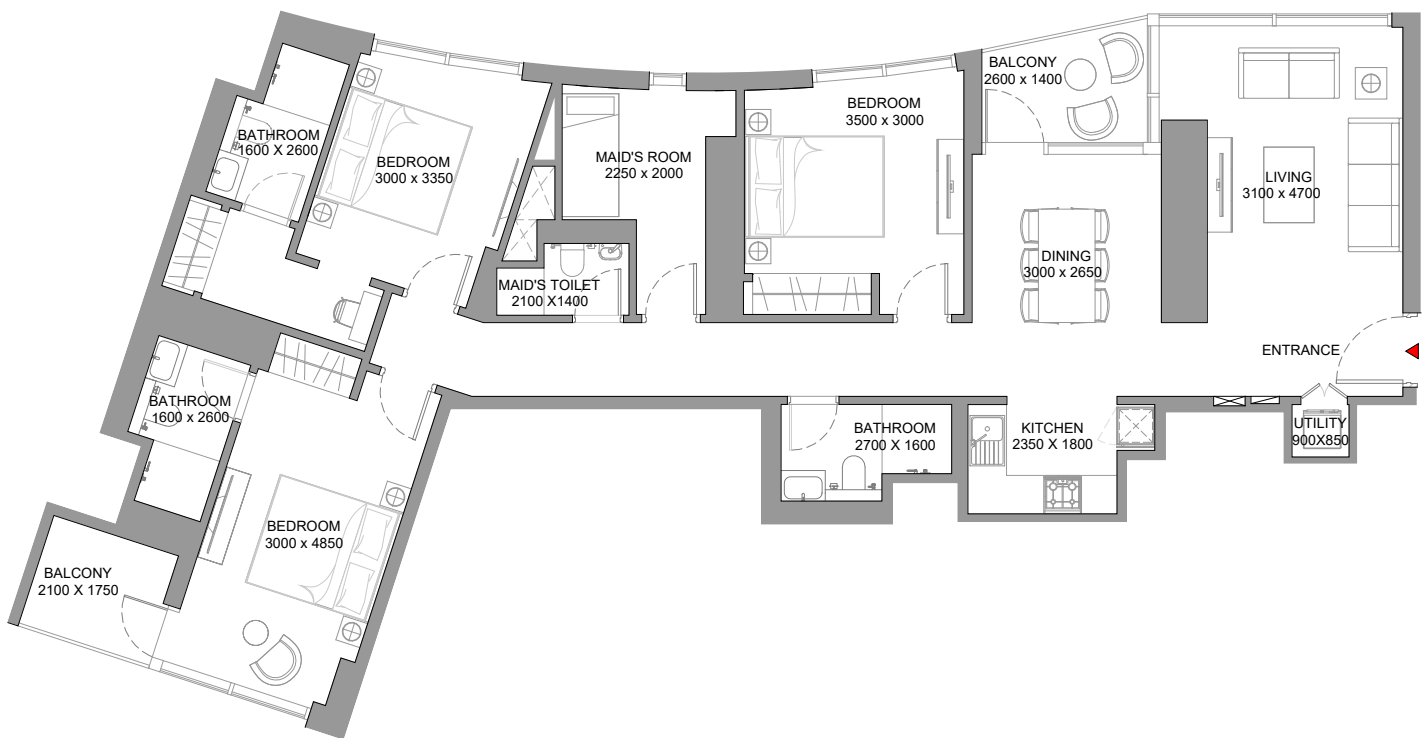 BALCONY
2600 x 1400
BEDROOM
3500 x 3000
BATHROOM
1600 X 2600
BEDROOM
3000 x 3350
MAID'S ROOM
2250 x 2000
LIVING
3100 x 4700
DINING
3000 x 2650
MAID'S TOILET
2100 X1400
ENTRANCE
BATHROOM
1600 x 2600
BATHROOM
2700 X 1600
KITCHEN
2350 X 1800
UTILITY
900X850
BEDROOM
3000 x 4850
BALCONY
2100 X 1750